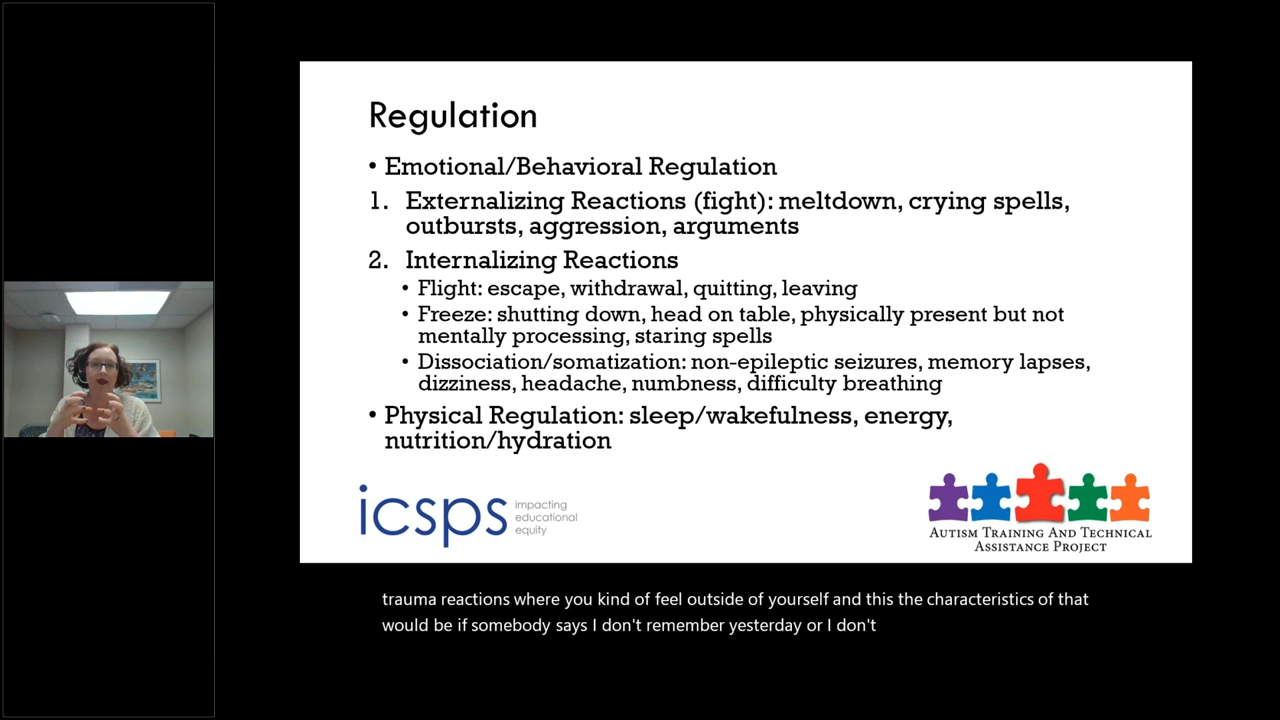 Regulation
• Emotional/Behavioral Regulation
1. Externalizing Reactions (fight): meltdown, crying spells,
outbursts, aggression, arguments
2. Internalizing Reactions
• Flight: escape, withdrawal, quitting, leaving
• Freeze: shutting down, head on table, physically present but not
mentally processing, staring spells
• Dissociation/somatization: non-epileptic seizures, memory lapses,
dizziness, headache, numbness, difficulty breathing
• Physical Regulation: sleep/wakefulness, energy,
nutrition/hydration
icsps
impacting
educational
equity
Autism Training And Technical
Assistance Project
trauma reactions where you kind of feel outside of yourself and this the characteristics of that
would be if somebody says I don't remember yesterday or I don't